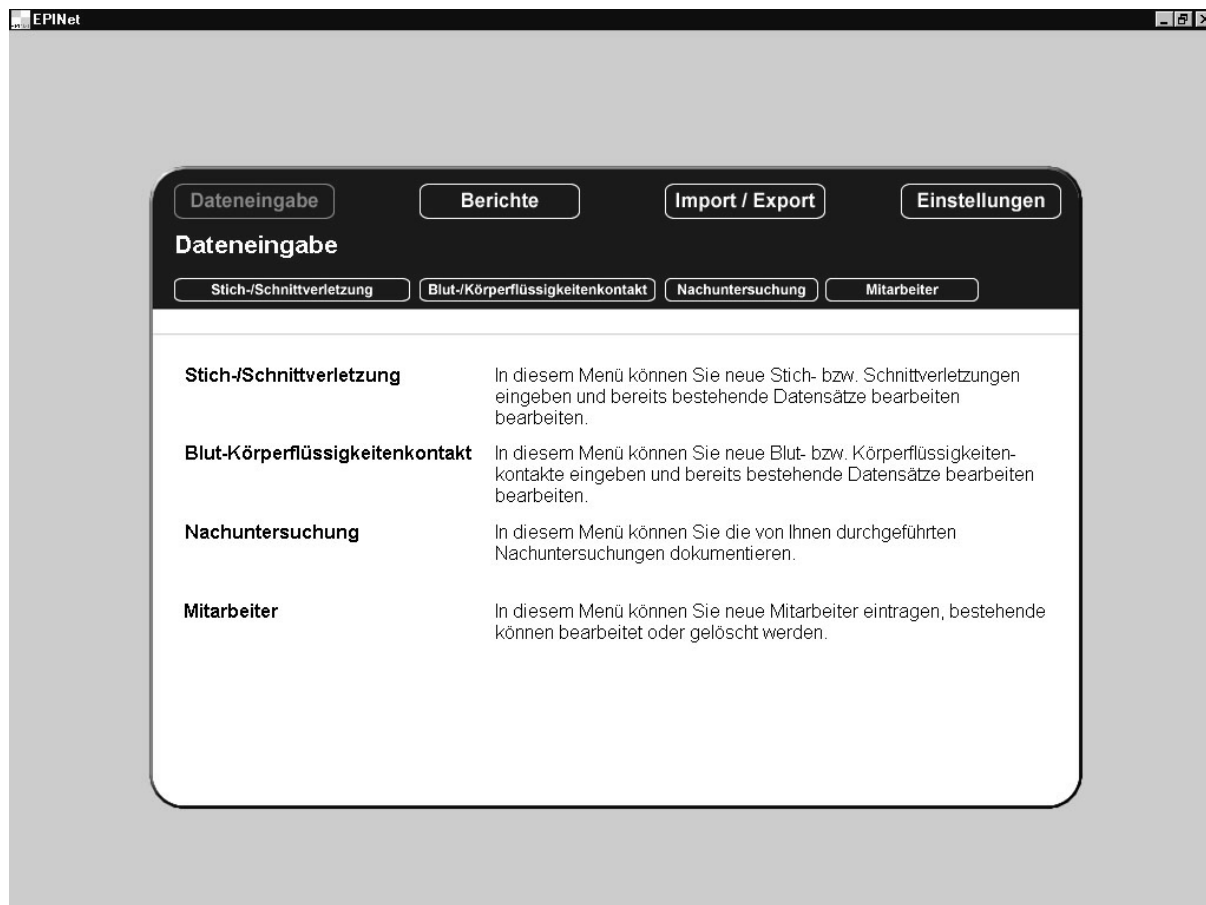 EPINet
Dateneingabe Berichte Import / Export Einstellungen
Dateneingabe
Stich-/Schnittverletzung Blut-/Körperflüssigkeitenkontakt Nachuntersuchung Mitarbeiter
Stich-/Schnittverletzung In diesem Menü können Sie neue Stich- bzw. Schnittverletzungen
eingeben und bereits bestehende Datensätze bearbeiten
bearbeiten.
Blut-Körperflüssigkeitenkontakt In diesem Menü können Sie neue Blut- bzw. Körperflüssigkeiten-
kontakte eingeben und bereits bestehende Datensätze bearbeiten
bearbeiten.
Nachuntersuchung In diesem Menü können Sie die von Ihnen durchgeführten
Nachuntersuchungen dokumentieren.
Mitarbeiter In diesem Menü können Sie neue Mitarbeiter eintragen, bestehende
können bearbeitet oder gelöscht werden.